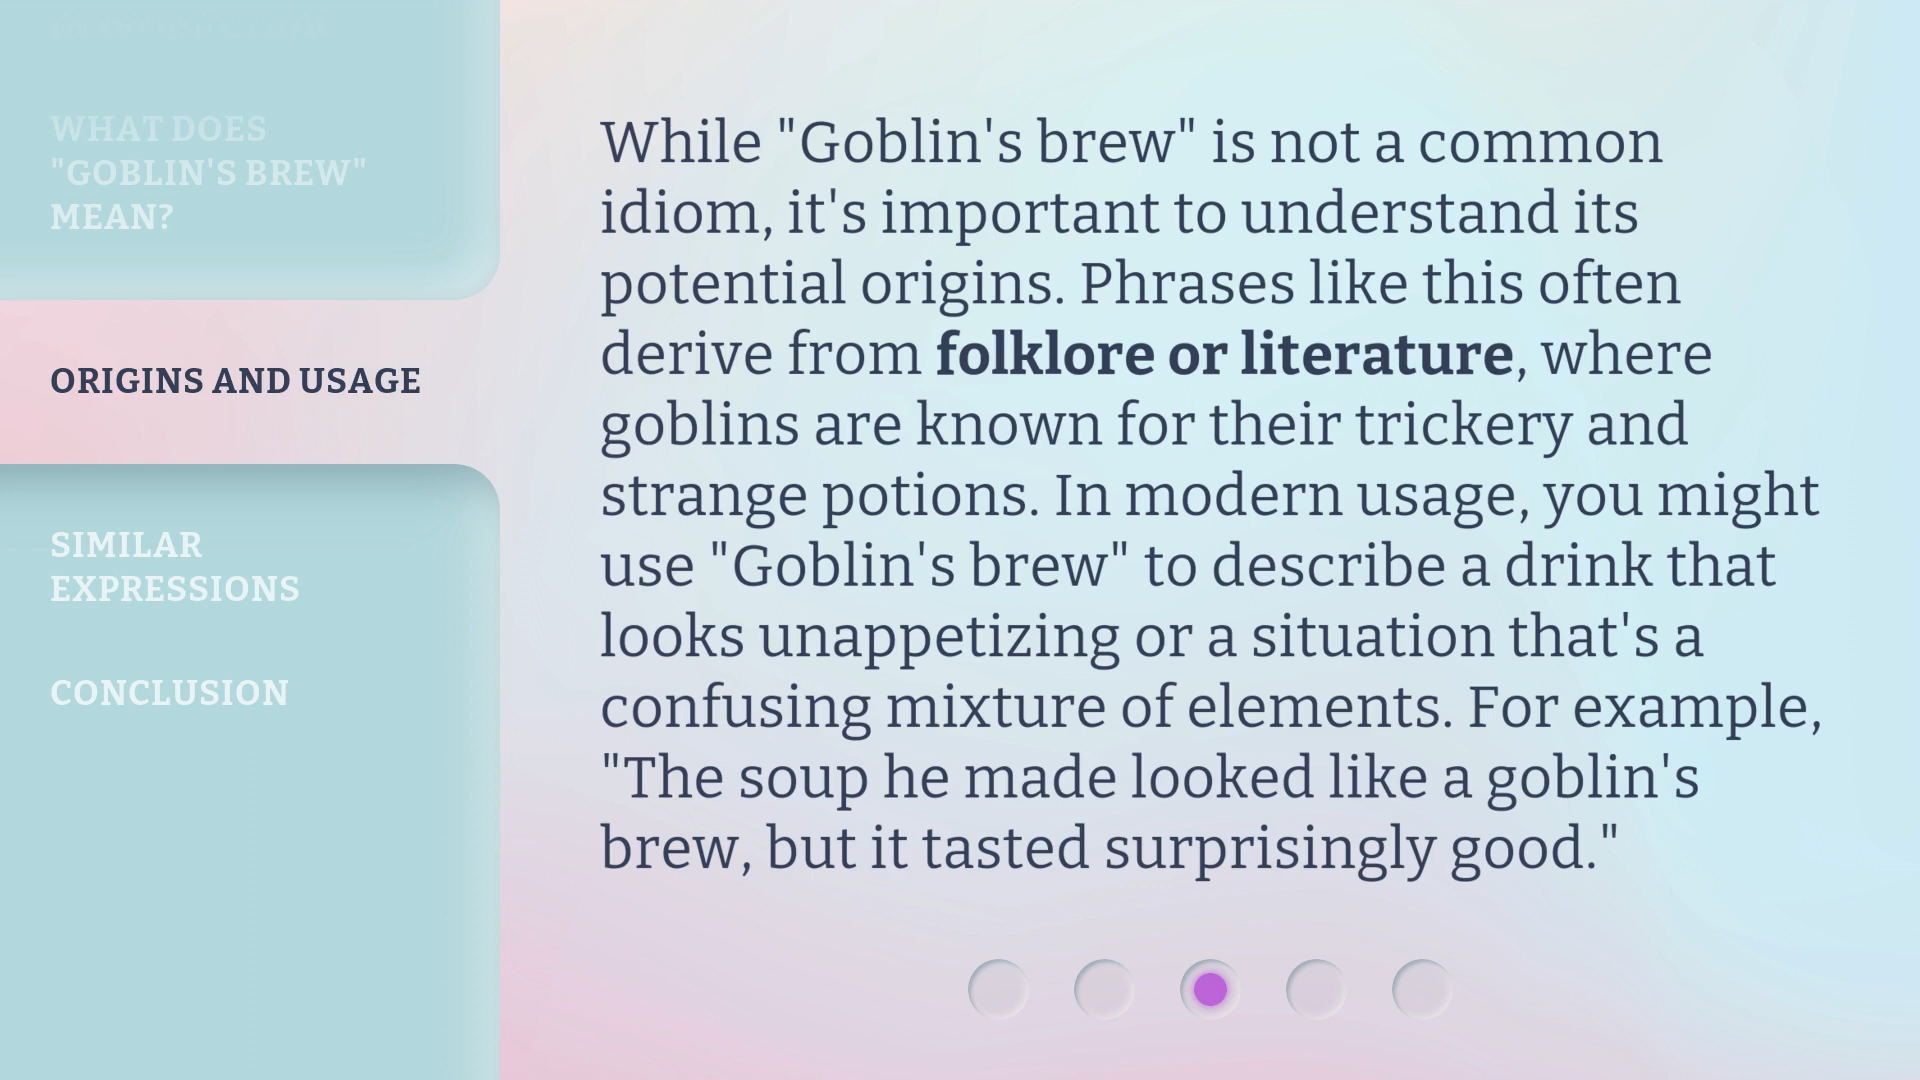 WHAT DOES
"GOBLIN'S BREW"
MEAN?
ORIGINS AND USAGE
SIMILAR
EXPRESSIONS
CONCLUSION
While "Goblin's brew" is not a common
idiom, it's important to understand its
potential origins. Phrases like this often
derive from folklore or literature, where
goblins are known for their trickery and
strange potions. In modern usage, you might
use "Goblin's brew" to describe a drink that
looks unappetizing or a situation that's a
confusing mixture of elements. For example,
"The soup he made looked like a goblin's
brew, but it tasted surprisingly good."